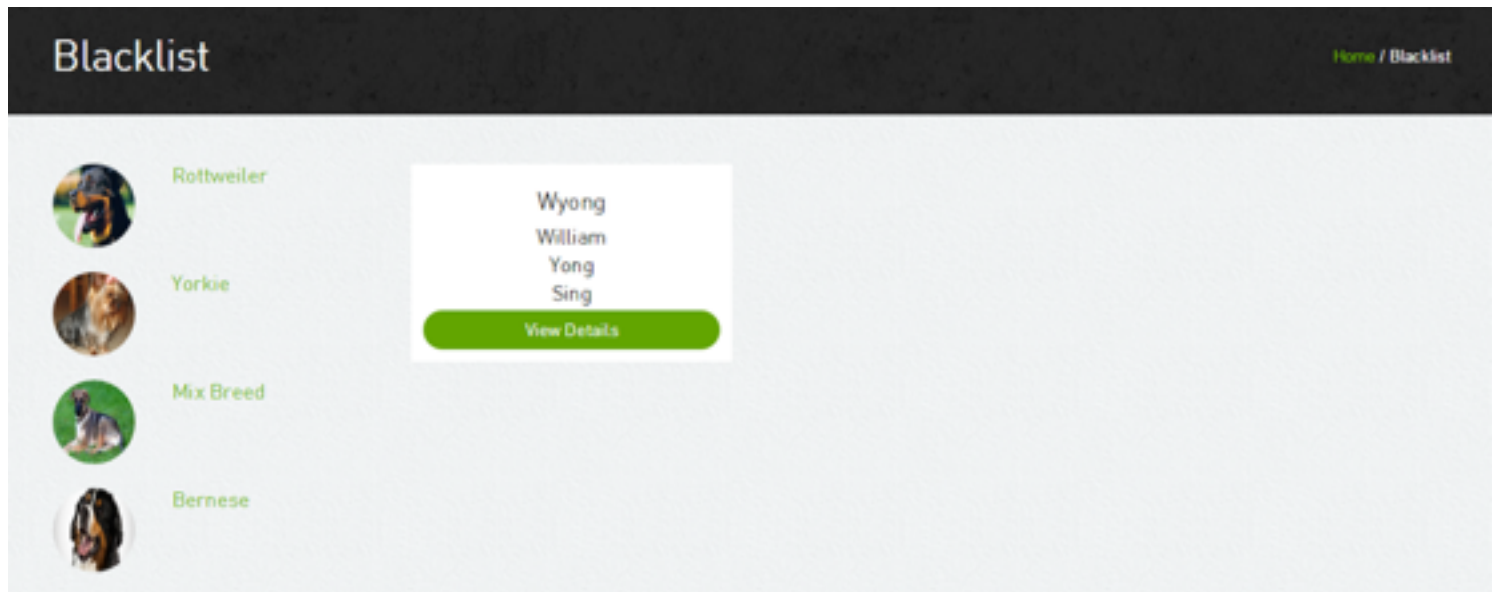 Blacklist
Home / Blacklist
Rottweiler
Yorkie
Mix Breed
Bernese
Wyong
William
Yong
Sing
View Details